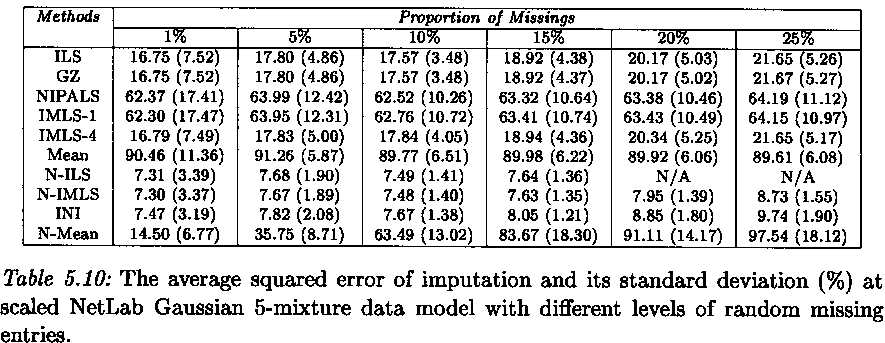 Methods Proportion of Missings
1% 5% 10% 15% 20% 25%
ILS 16.75 (7.52) 17.80 (4.86) 17.57 (3.48) 18.92 (4.38) 20.17 (5.03) 21.65 (5.26)
GZ 16.75 (7.52) 17.80 (4.86) 17.57 (3.48) 18.92 (4.37) 20.17 (5.02) 21.67 (5.27)
NIPALS 62.37 (17.41) 63.99 (12.42) 62.52 (10.26) 63.32 (10.64) 63.38 (10.46) 64.19 (11.12)
IMLS-1 62.30 (17.47) 63.95 (12.31) 62.76 (10.72) 63.41 (10.74) 63.43 (10.49) 64.15 (10.97)
IMLS-4 16.79 (7.49) 17.83 (5.00) 17.84 (4.05) 18.94 (4.36) 20.34 (5.25) 21.65 (5.17)
Mean 90.46 (11.36) 91.26 (5.87) 89.77 (6.51) 89.98 (6.22) 89.92 (6.06) 89.61 (6.08)
N-ILS 7.31 (3.39) 7.68 (1.90) 7.49 (1.41) 7.64 (1.36) N/A N/A
N-IMLS 7.30 (3.37) 7.67 (1.89) 7.48 (1.40) 7.63 (1.35) 7.95 (1.39) 8.73 (1.55)
INI 7.47 (3.19) 7.82 (2.08) 7.67 (1.38) 8.05 (1.21) 8.85 (1.80) 9.74 (1.90)
N-Mean 14.50 (6.77) 35.75 (8.71) 63.49 (13.02) 83.67 (18.30) 91.11 (14.17) 97.54 (18.12)
Table 5.10: The average squared error of imputation and its standard deviation (%) at
scaled NetLab Gaussian 5-mixture data model with different levels of random missing
entries.